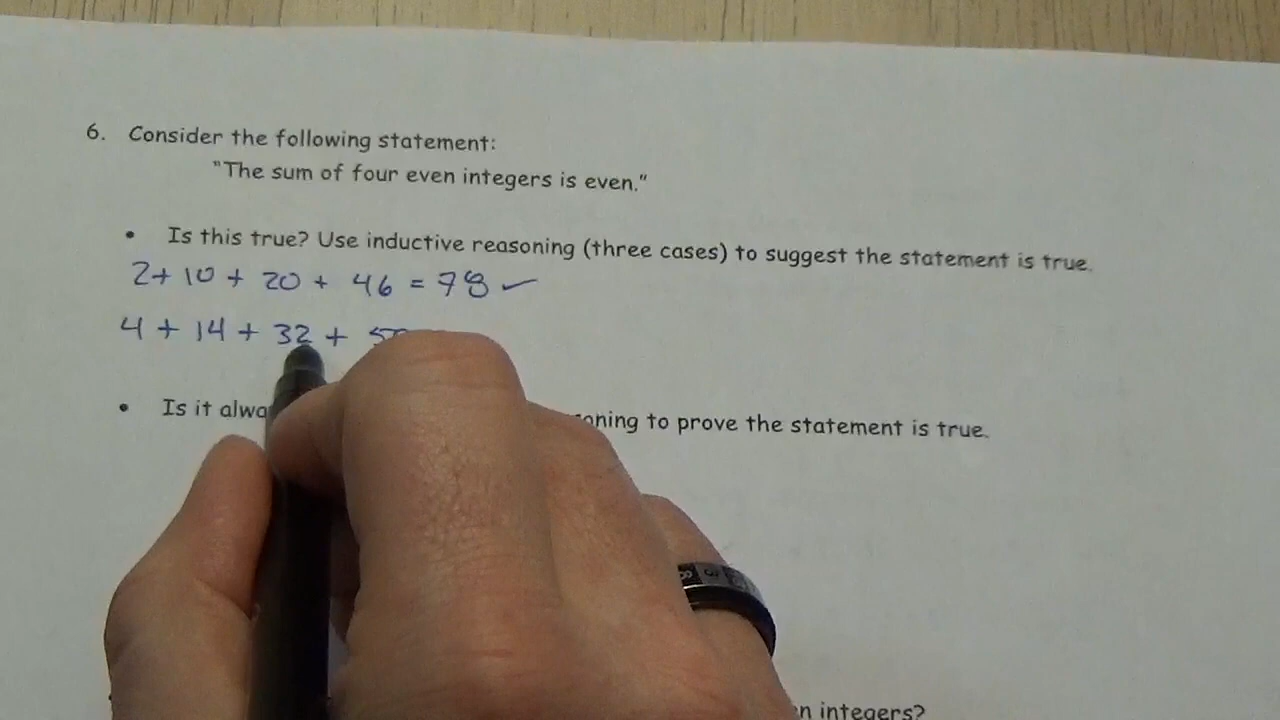 6. Consider the following statement:
"The sum of four even integers is even."
• Is this true? Use inductive reasoning (three cases) to suggest the statement is true.
2 + 10 + 20 + 46 = 78 ✓
4 + 14 + 32 +
• Is it to prove the statement is true.
integers?